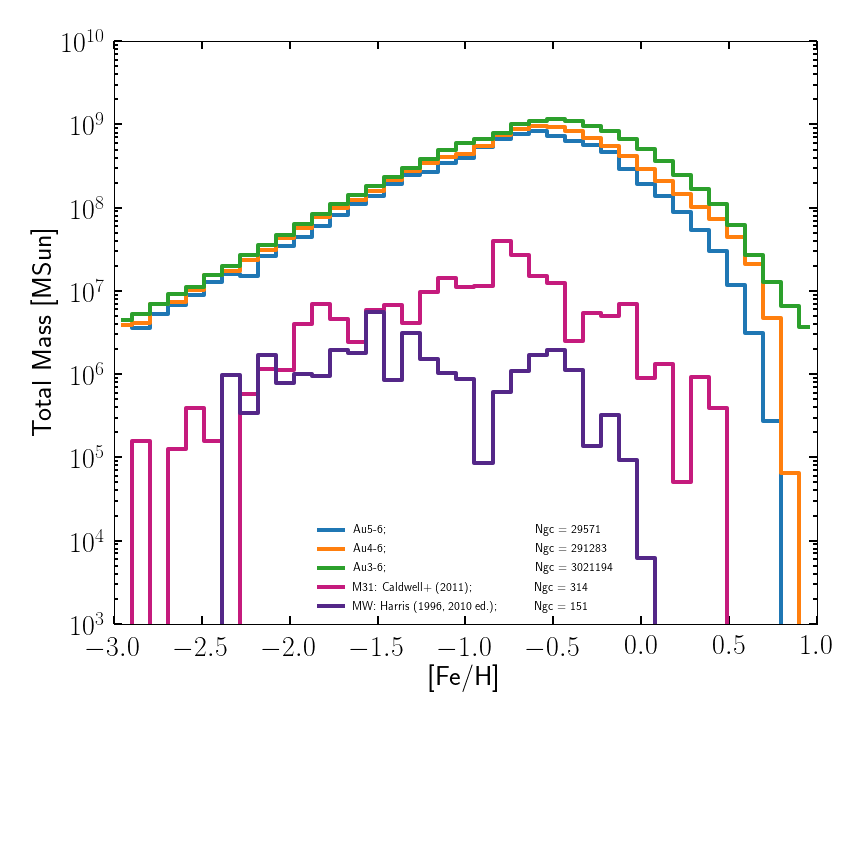 10^10
10^9
10^8
10^7
10^6
10^5
10^4
10^3
Total Mass [MSun]
Au5-6; Ngc = 29571
Au4-6; Ngc = 291283
Au3-6; Ngc = 3021194
M31: Caldwell+ (2011); Ngc = 314
MW: Harris (1996, 2010 ed.); Ngc = 151
−3.0 −2.5 −2.0 −1.5 −1.0 −0.5 0.0 0.5 1.0
[Fe/H]